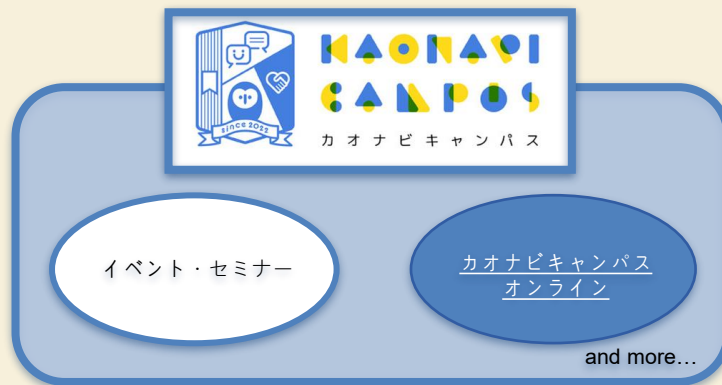 since 2022
KAONAVI
CAMPUS
カオナビキャンパス
イベント・セミナー
カオナビキャンパス
オンライン
and more…